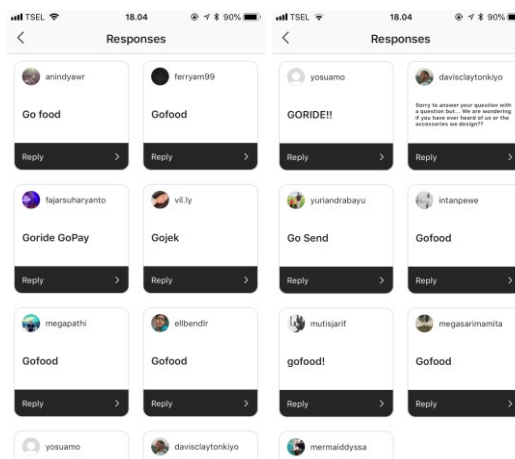 TSEL 18.04 90%
Responses
anindyawr
Go food
Reply
ferryam99
Gofood
Reply
fajarsuharyanto
Goride GoPay
Reply
vil.ly
Gojek
Reply
megapathi
Gofood
Reply
ellbendlr
Gofood
Reply
yosuamo
davisclaytonkiyo
TSEL 18.04 90%
Responses
yosuamo
GORIDE!!
Reply
davisclaytonkiyo
Sorry to answer your question with
a question but... We are wondering
if you have ever heard of us or the
accessories we design??
Reply
yuriandrabayu
Go Send
Reply
intanpewe
Gofood
Reply
mutisjarif
gofood!
Reply
megasarimamita
Gofood
Reply
mermaiddyssa